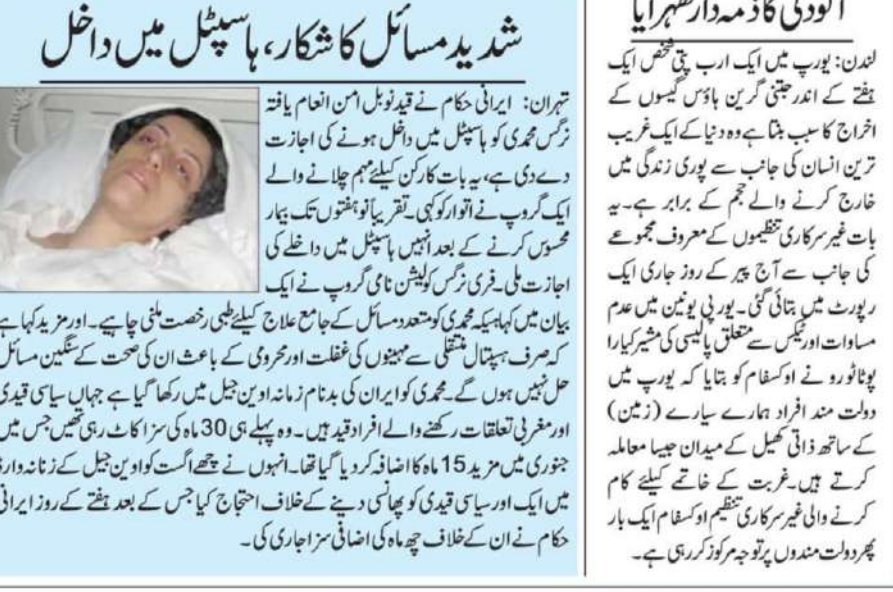 آلودگی کا ذمہ دار ٹھہرایا
لندن: یورپ میں ایک ارب پتی شخص ایک
ہفتے کے اندر جتنی گرین ہاؤس گیسوں کے
اخراج کا سبب بنتا ہے وہ دنیا کے ایک غریب
ترین انسان کی جانب سے پوری زندگی میں
خارج کرنے والے حجم کے برابر ہے۔ یہ
بات غیر سرکاری تنظیموں کے معروف مجموعے
کی جانب سے آج پیر کے روز جاری ایک
رپورٹ میں بتائی گئی۔ یورپی یونین میں عدم
مساوات اور ٹیکس سے متعلق پالیسی کی مشیر کیارا
پوٹاٹورو نے اوکسفام کو بتایا کہ یورپ میں
دولت مند افراد ہمارے سیارے (زمین)
کے ساتھ ذاتی کھیل کے میدان جیسا معاملہ
کرتے ہیں۔ غربت کے خاتمے کیلئے کام
کرنے والی غیر سرکاری تنظیم اوکسفام ایک بار
پھر دولت مندوں پر توجہ مرکوز کر رہی ہے۔
شدید مسائل کا شکار، ہاسپٹل میں داخل
تہران: ایرانی حکام نے قید نوبل امن انعام یافتہ
نرگس محمدی کو ہاسپٹل میں داخل ہونے کی اجازت
دے دی ہے، یہ بات کارکن کیلئے مہم چلانے والے
ایک گروپ نے اتوار کو کہی۔ تقریباً نو ہفتوں تک بیمار
محسوس کرنے کے بعد انہیں ہاسپٹل میں داخلے کی
اجازت ملی۔ فری نرگس کولیشن نامی گروپ نے ایک
بیان میں کہا ہیکہ محمدی کو متعدد مسائل کے جامع علاج کیلئے طبی رخصت ملنی چاہیے۔ اور مزید کہا ہے
کہ صرف ہسپتال منتقلی سے مہینوں کی غفلت اور محرومی کے باعث ان کی صحت کے سنگین مسائل
حل نہیں ہوں گے۔ محمدی کو ایران کی بدنام زمانہ اوین جیل میں رکھا گیا ہے جہاں سیاسی قیدی
اور مغربی تعلقات رکھنے والے افراد قید ہیں۔ وہ پہلے ہی 30 ماہ کی سزا کاٹ رہی تھیں جس میں
جنوری میں مزید 15 ماہ کا اضافہ کر دیا گیا تھا۔ انہوں نے چھے اگست کو اوین جیل کے زنانہ وارڈ
میں ایک اور سیاسی قیدی کو پھانسی دینے کے خلاف احتجاج کیا جس کے بعد ہفتے کے روز ایرانی
حکام نے ان کے خلاف چھ ماہ کی اضافی سزا جاری کی۔